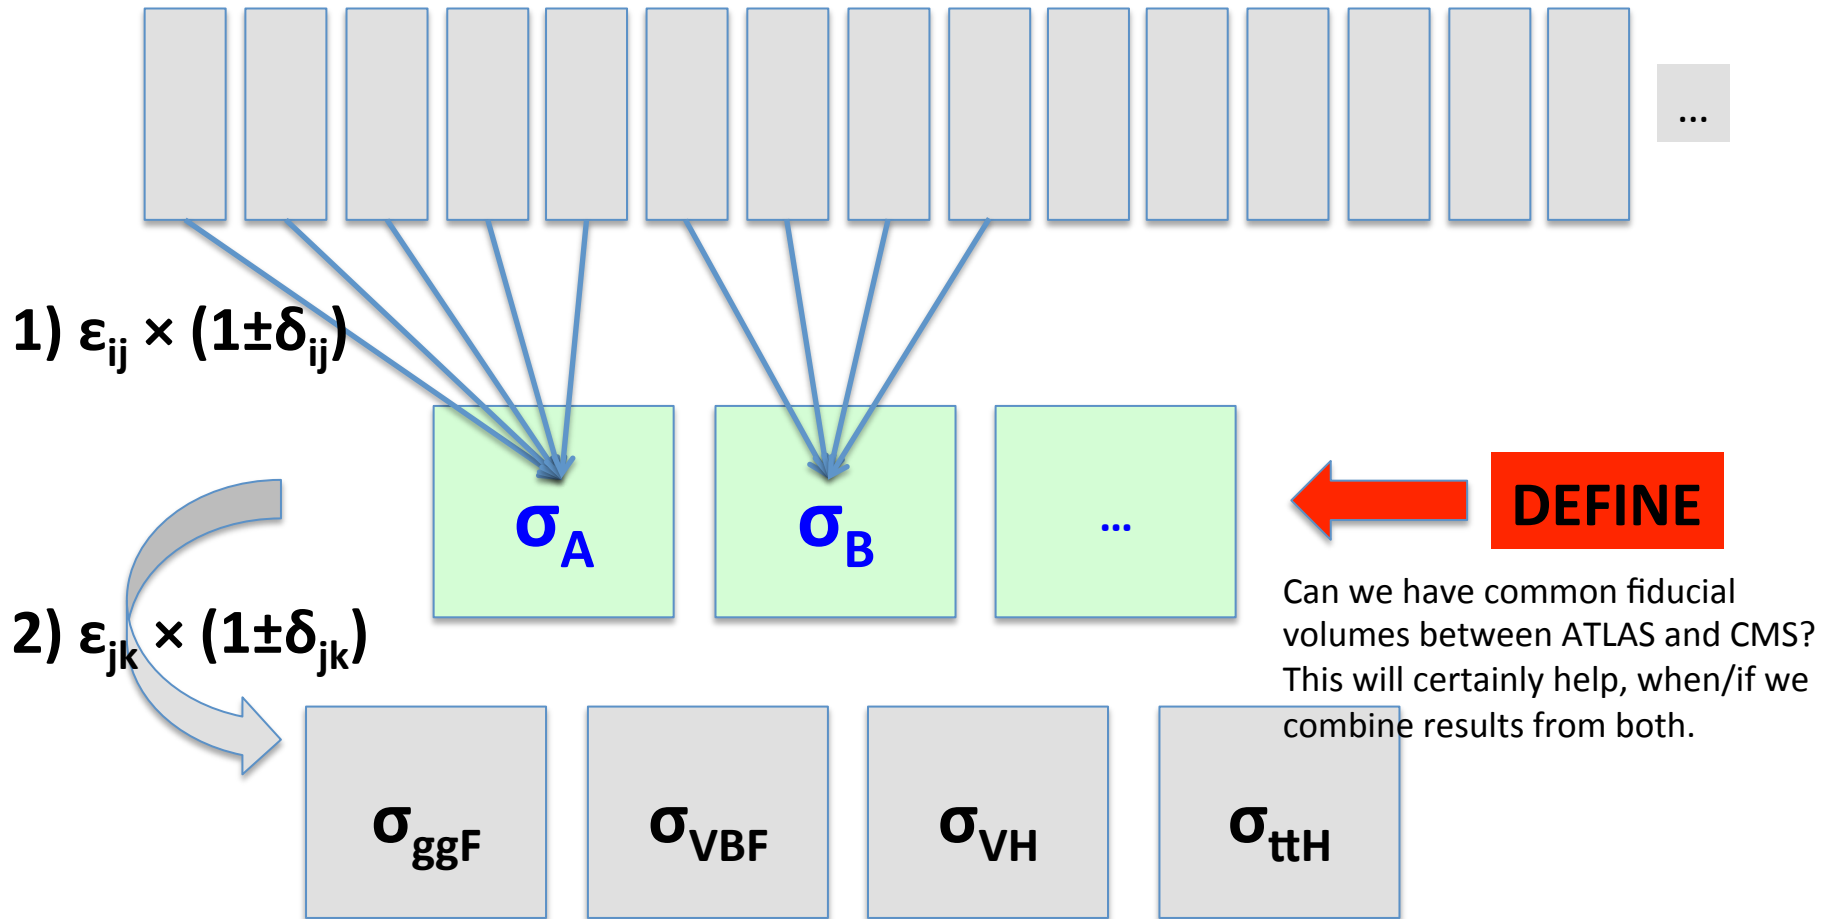 ...
1) εij × (1±δij)
σA
σB
...
DEFINE
Can we have common fiducial
volumes between ATLAS and CMS?
This will certainly help, when/if we
combine results from both.
2) εjk × (1±δjk)
σggF
σVBF
σVH
σttH